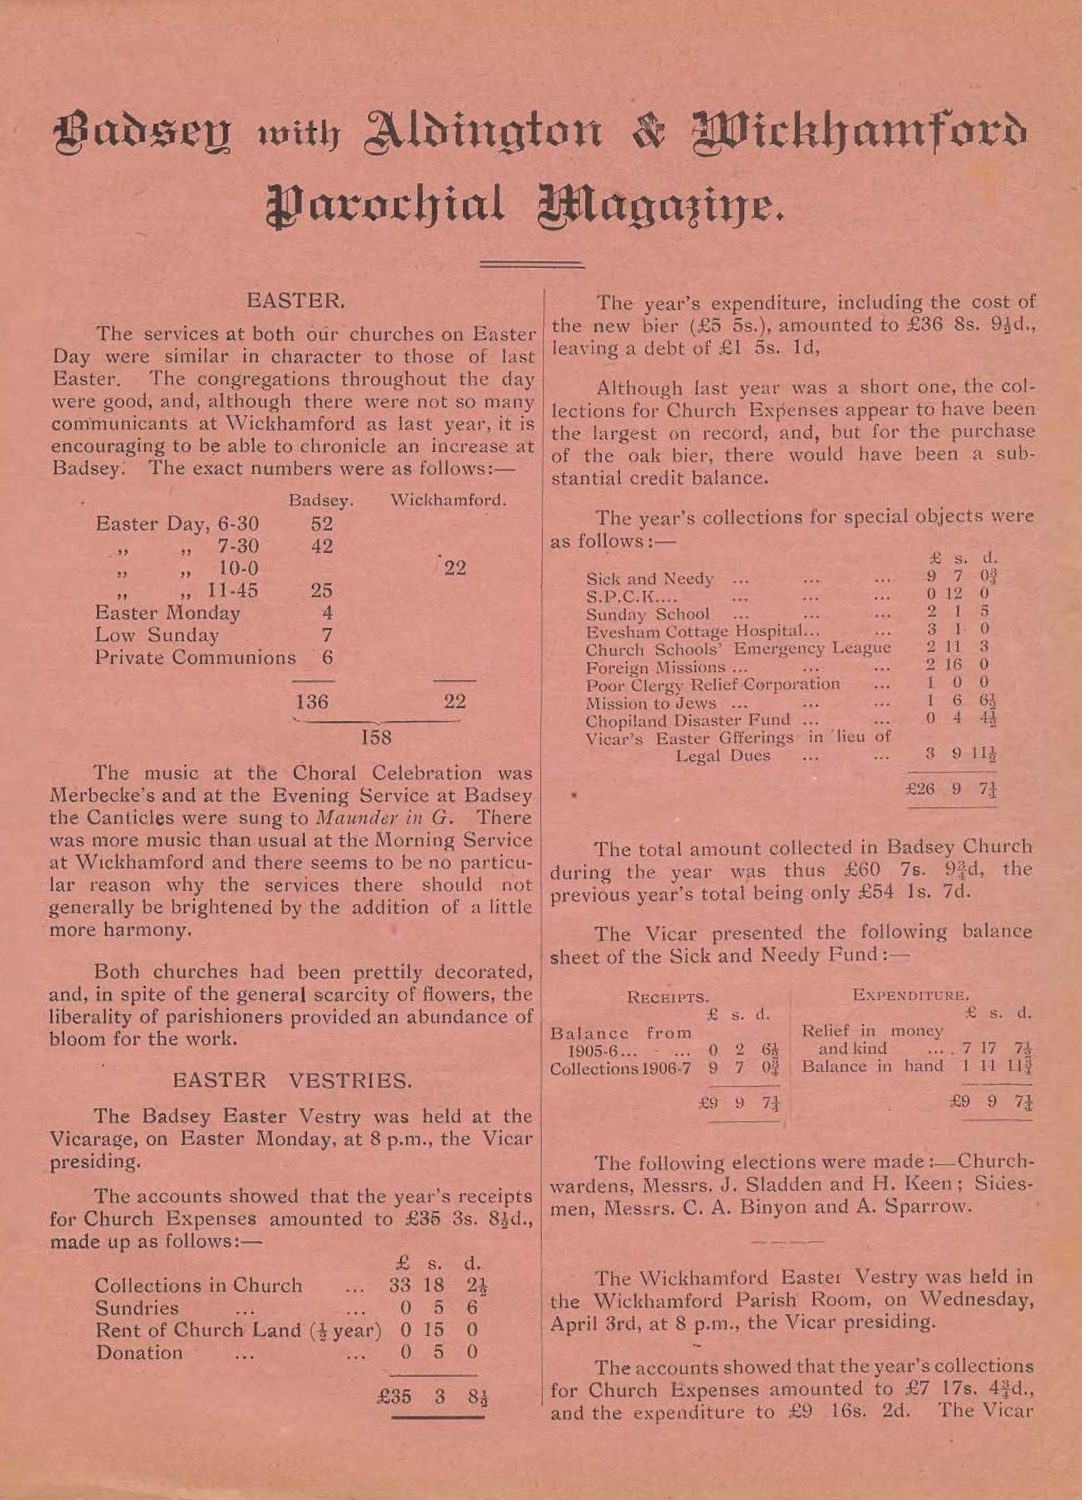 Badsey with Aldington & Wickhamford
Parochial Magazine.
EASTER.
The services at both our churches on Easter
Day were similar in character to those of last
Easter. The congregations throughout the day
were good, and, although there were not so many
communicants at Wickhamford as last year, it is
encouraging to be able to chronicle an increase at
Badsey. The exact numbers were as follows:—
Badsey. Wickhamford.
Easter Day, 6-30 52
„ „ 7-30 42
„ „ 10-0 22
„ „ 11-45 25
Easter Monday 4
Low Sunday 7
Private Communions 6
136 22
158
The music at the Choral Celebration was
Merbecke's and at the Evening Service at Badsey
the Canticles were sung to Maunder in G. There
was more music than usual at the Morning Service
at Wickhamford and there seems to be no particu-
lar reason why the services there should not
generally be brightened by the addition of a little
more harmony.
Both churches had been prettily decorated,
and, in spite of the general scarcity of flowers, the
liberality of parishioners provided an abundance of
bloom for the work.
EASTER VESTRIES.
The Badsey Easter Vestry was held at the
Vicarage, on Easter Monday, at 8 p.m., the Vicar
presiding.
The accounts showed that the year's receipts
for Church Expenses amounted to £35 3s. 8½d.,
made up as follows:—
£ s. d.
Collections in Church ... 33 18 2½
Sundries ... ... 0 5 6
Rent of Church Land (½ year) 0 15 0
Donation ... ... 0 5 0
£35 3 8½
The year's expenditure, including the cost of
the new bier (£5 5s.), amounted to £36 8s. 9½d.,
leaving a debt of £1 5s. 1d,
Although last year was a short one, the col-
lections for Church Expenses appear to have been
the largest on record, and, but for the purchase
of the oak bier, there would have been a sub-
stantial credit balance.
The year's collections for special objects were
as follows:—
£ s. d.
Sick and Needy ... ... ... 9 7 0¾
S.P.C.K.... ... ... ... 0 12 0
Sunday School ... ... ... 2 1 5
Evesham Cottage Hospital... ... 3 1 0
Church Schools' Emergency League 2 11 3
Foreign Missions ... ... ... 2 16 0
Poor Clergy Relief Corporation ... 1 0 0
Mission to Jews ... ... ... 1 6 6½
Chopiland Disaster Fund ... ... 0 4 4½
Vicar's Easter Gfferings in lieu of
Legal Dues ... ... 3 9 11½
£26 9 7¼
The total amount collected in Badsey Church
during the year was thus £60 7s. 9¾d, the
previous year's total being only £54 1s. 7d.
The Vicar presented the following balance
sheet of the Sick and Needy Fund:—
RECEIPTS.
£ s. d.
Balance from
1905-6... ... 0 2 6½
Collections 1906-7 9 7 0¾
£9 9 7¼
EXPENDITURE.
£ s. d.
Relief in money
and kind .... 7 17 7½
Balance in hand 1 11 11¾
£9 9 7¼
The following elections were made:—Church-
wardens, Messrs. J. Sladden and H. Keen; Sides-
men, Messrs. C. A. Binyon and A. Sparrow.
The Wickhamford Easter Vestry was held in
the Wickhamford Parish Room, on Wednesday,
April 3rd, at 8 p.m., the Vicar presiding.
The accounts showed that the year's collections
for Church Expenses amounted to £7 17s. 4¾d.,
and the expenditure to £9 16s. 2d. The Vicar